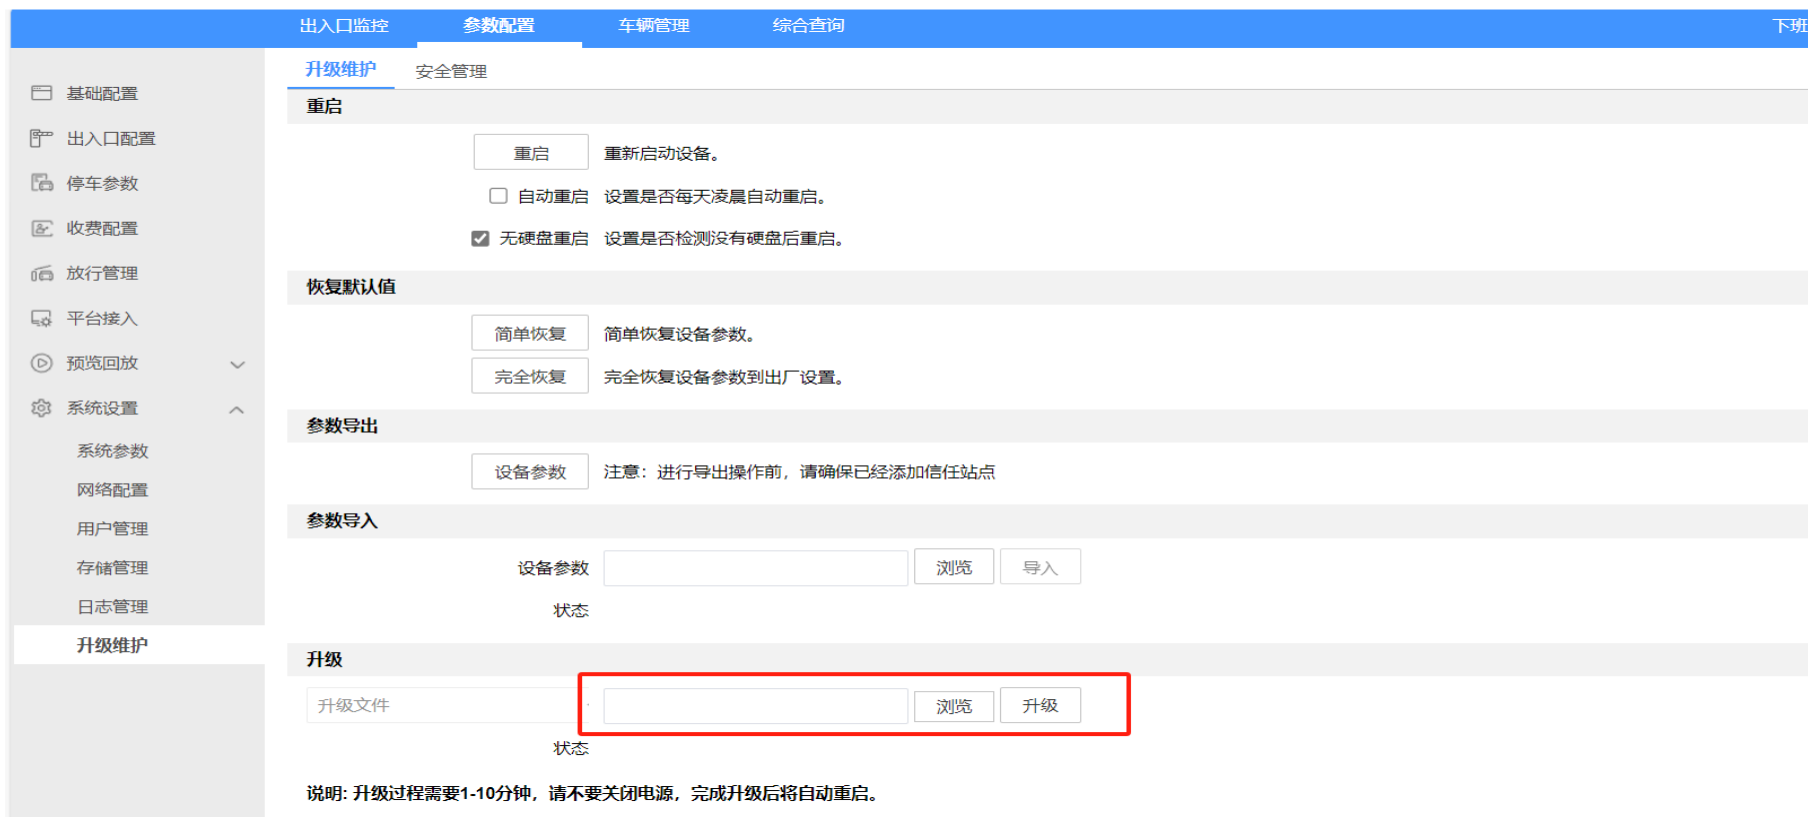 出入口监控 参数配置 车辆管理 综合查询 下班
升级维护 安全管理
基础配置
出入口配置
停车参数
收费配置
放行管理
平台接入
预览回放
系统设置
系统参数
网络配置
用户管理
存储管理
日志管理
升级维护
重启
重启 重新启动设备。
自动重启 设置是否每天凌晨自动重启。
无硬盘重启 设置是否检测没有硬盘后重启。
恢复默认值
简单恢复 简单恢复设备参数。
完全恢复 完全恢复设备参数到出厂设置。
参数导出
设备参数 注意：进行导出操作前，请确保已经添加信任站点
参数导入
设备参数 浏览 导入
状态
升级
升级文件 浏览 升级
状态
说明: 升级过程需要1-10分钟，请不要关闭电源，完成升级后将自动重启。